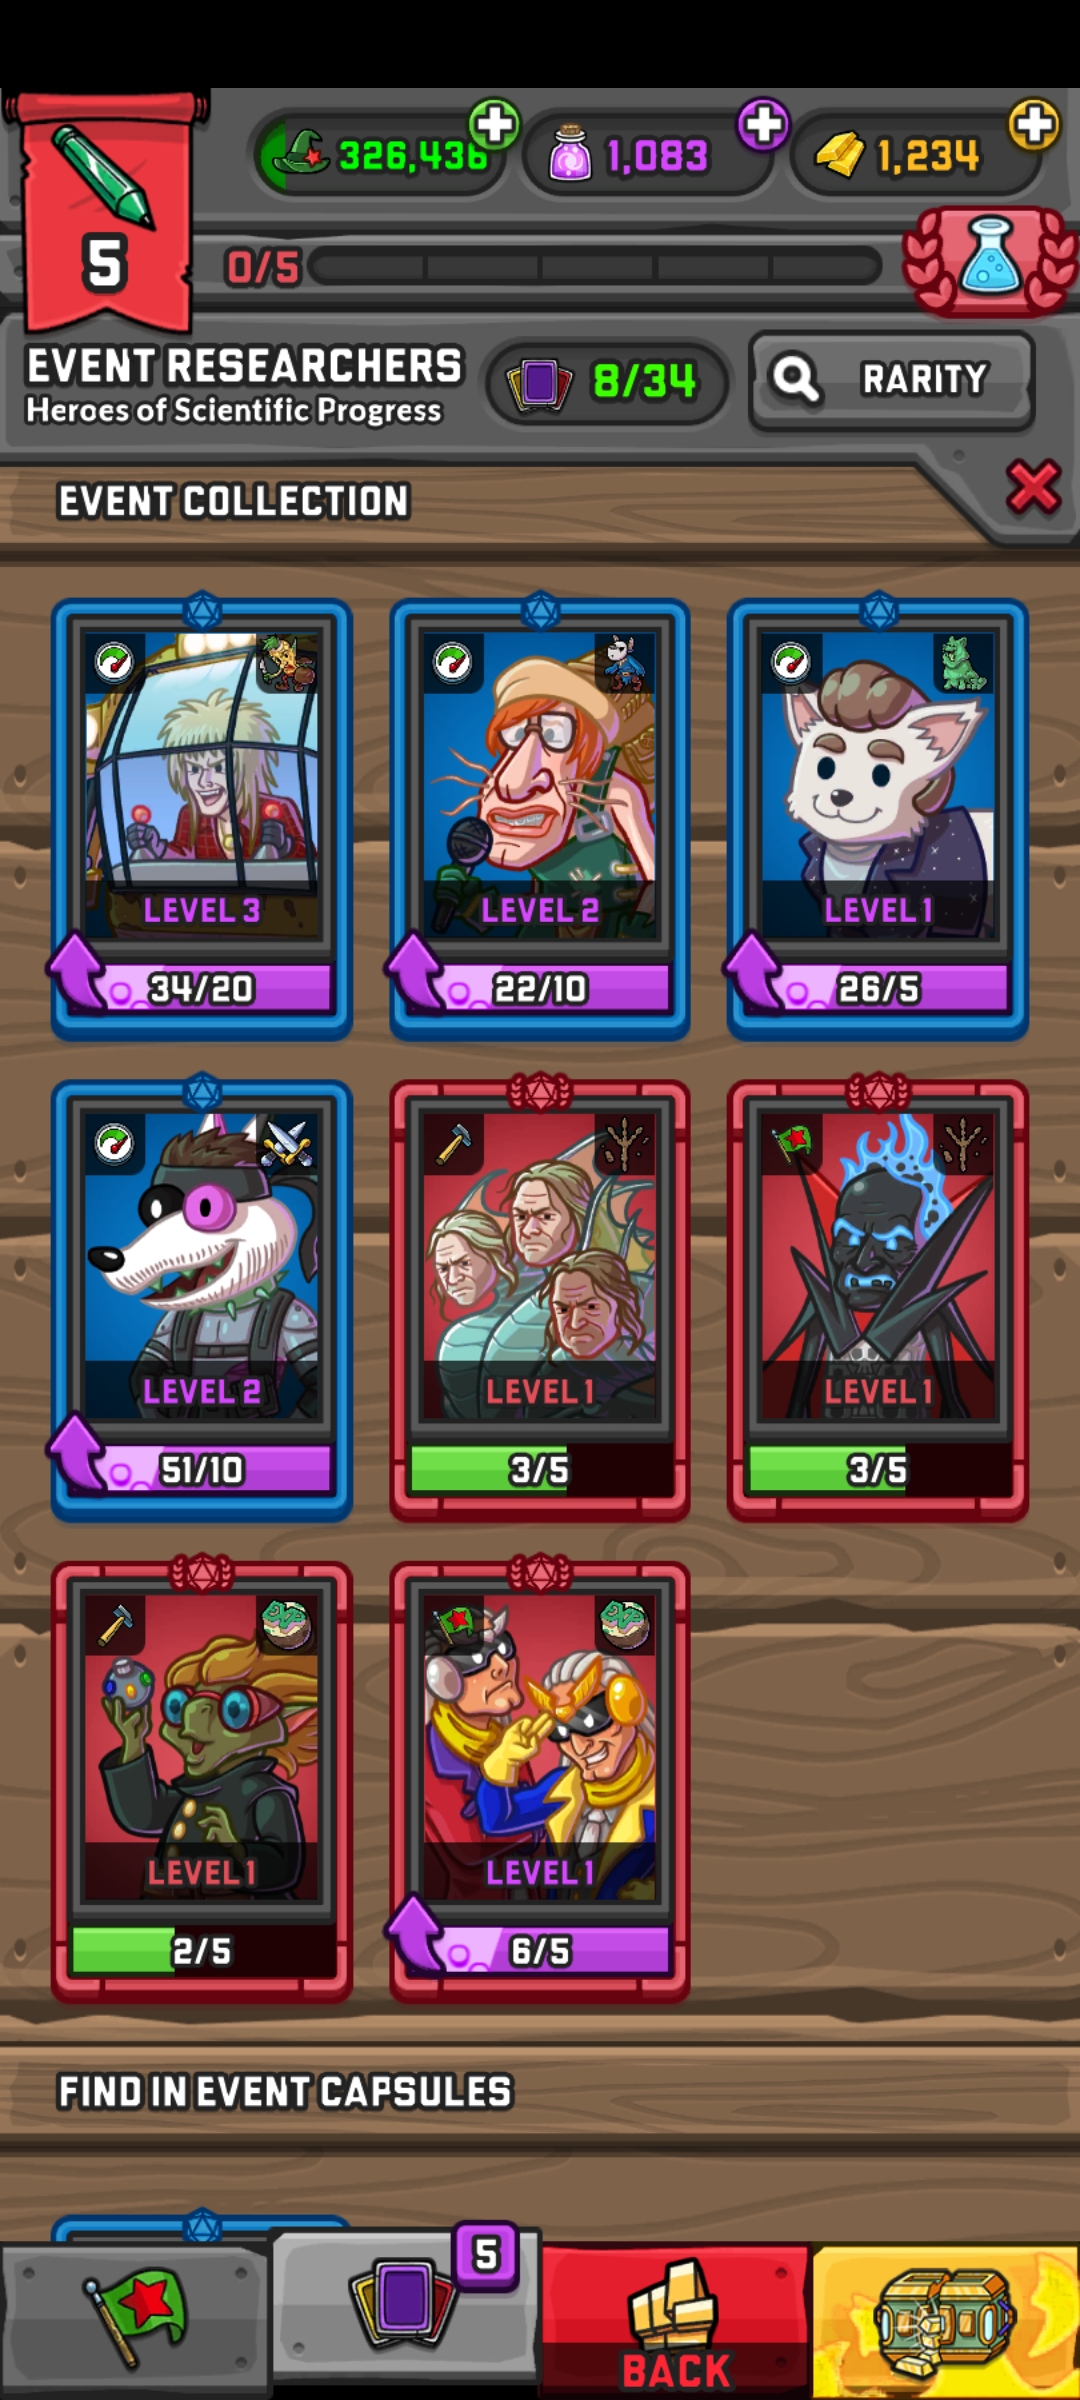 326,436
1,083
1,234
5
0/5
EVENT RESEARCHERS
Heroes of Scientific Progress
8/34
RARITY
EVENT COLLECTION
LEVEL 3
LEVEL 2
LEVEL 1
34/20
22/10
26/5
LEVEL 2
LEVEL 1
LEVEL 1
51/10
3/5
3/5
LEVEL 1
LEVEL 1
2/5
6/5
FIND IN EVENT CAPSULES
5
BACK